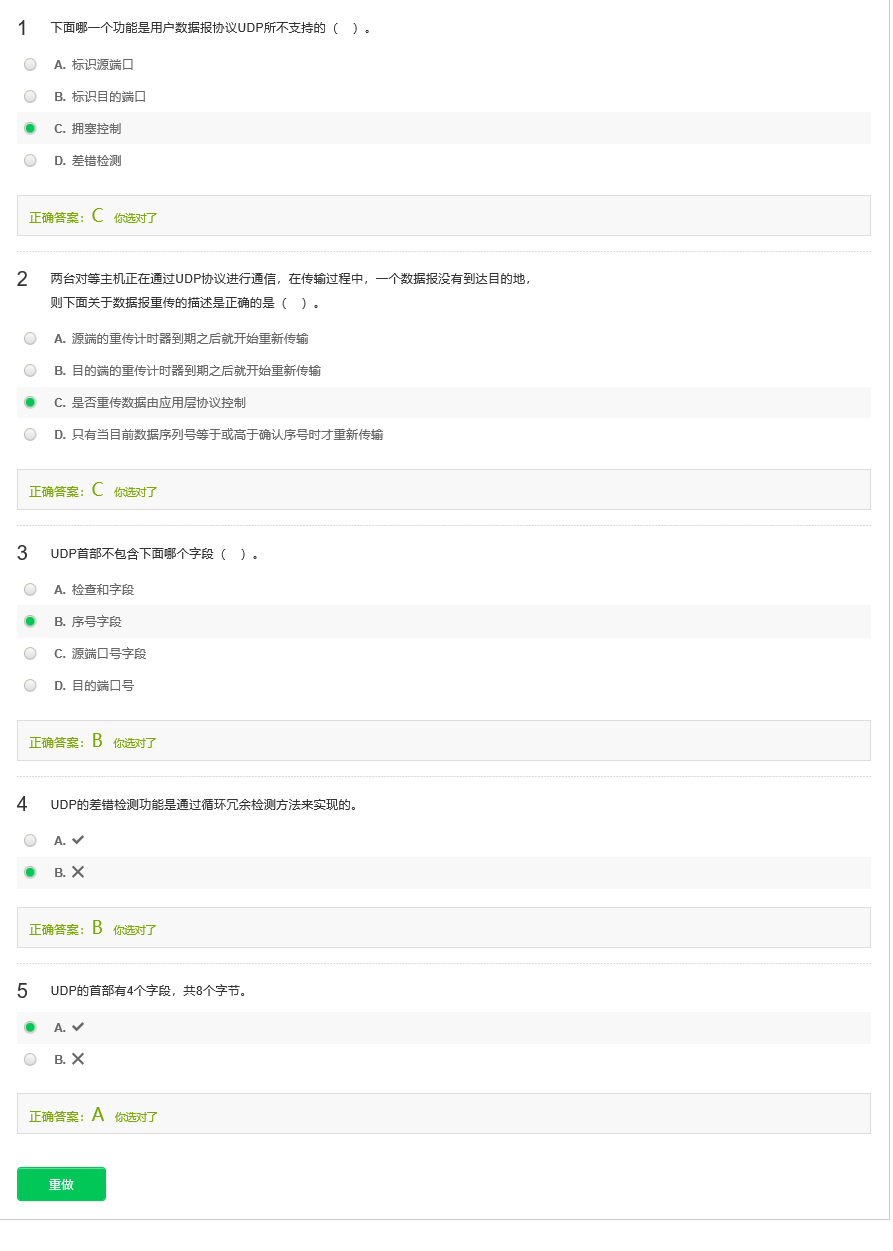 1 下面哪一个功能是用户数据报协议UDP所不支持的（ ）。
A. 标识源端口
B. 标识目的端口
C. 拥塞控制
D. 差错检测
正确答案：C 你选对了
2 两台对等主机正在通过UDP协议进行通信，在传输过程中，一个数据报没有到达目的地，
则下面关于数据报重传的描述是正确的是（ ）。
A. 源端的重传计时器到期之后就开始重新传输
B. 目的端的重传计时器到期之后就开始重新传输
C. 是否重传数据由应用层协议控制
D. 只有当目前数据序列号等于或高于确认序号时才重新传输
正确答案：C 你选对了
3 UDP首部不包含下面哪个字段（ ）。
A. 检查和字段
B. 序号字段
C. 源端口号字段
D. 目的端口号
正确答案：B 你选对了
4 UDP的差错检测功能是通过循环冗余检测方法来实现的。
A. ✔
B. ✕
正确答案：B 你选对了
5 UDP的首部有4个字段，共8个字节。
A. ✔
B. ✕
正确答案：A 你选对了
重做